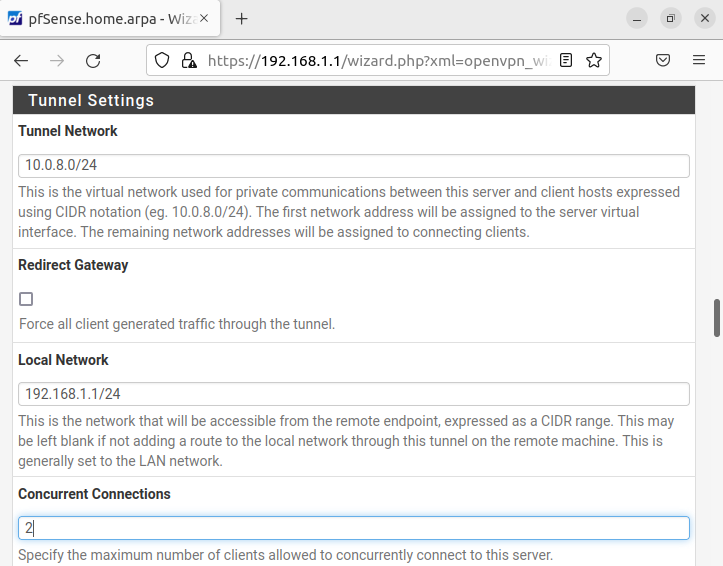 pfSense.home.arpa - Wiza
https://192.168.1.1/wizard.php?xml=openvpn_wi
Tunnel Settings
Tunnel Network
10.0.8.0/24
This is the virtual network used for private communications between this server and client hosts expressed
using CIDR notation (eg. 10.0.8.0/24). The first network address will be assigned to the server virtual
interface. The remaining network addresses will be assigned to connecting clients.
Redirect Gateway
Force all client generated traffic through the tunnel.
Local Network
192.168.1.1/24
This is the network that will be accessible from the remote endpoint, expressed as a CIDR range. This may
be left blank if not adding a route to the local network through this tunnel on the remote machine. This is
generally set to the LAN network.
Concurrent Connections
2
Specify the maximum number of clients allowed to concurrently connect to this server.